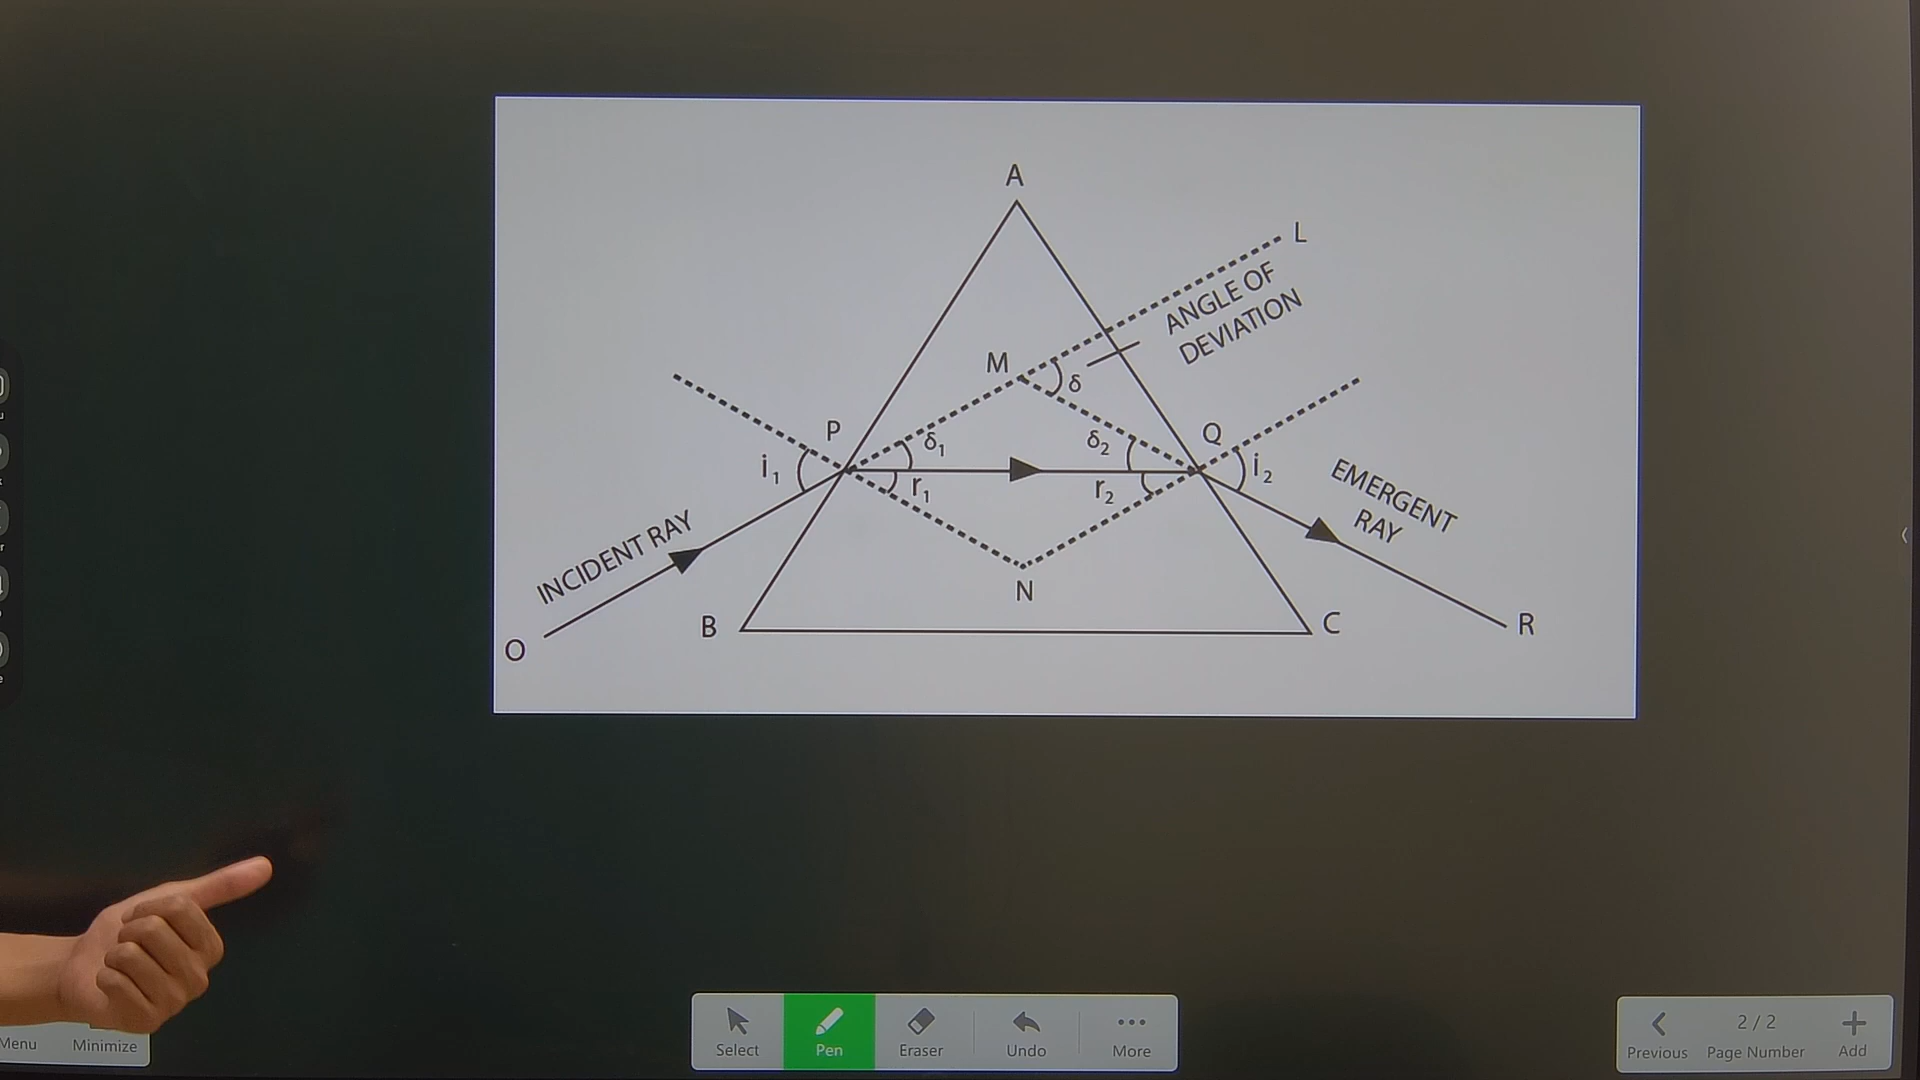 A
L
ANGLE OF
DEVIATION
M
δ
P
δ₁
δ₂
Q
i₁
r₁
r₂
i₂
EMERGENT
RAY
INCIDENT RAY
N
B
C
R
O
Menu
Minimize
Select
Pen
Eraser
Undo
More
Previous
2 / 2
Page Number
Add